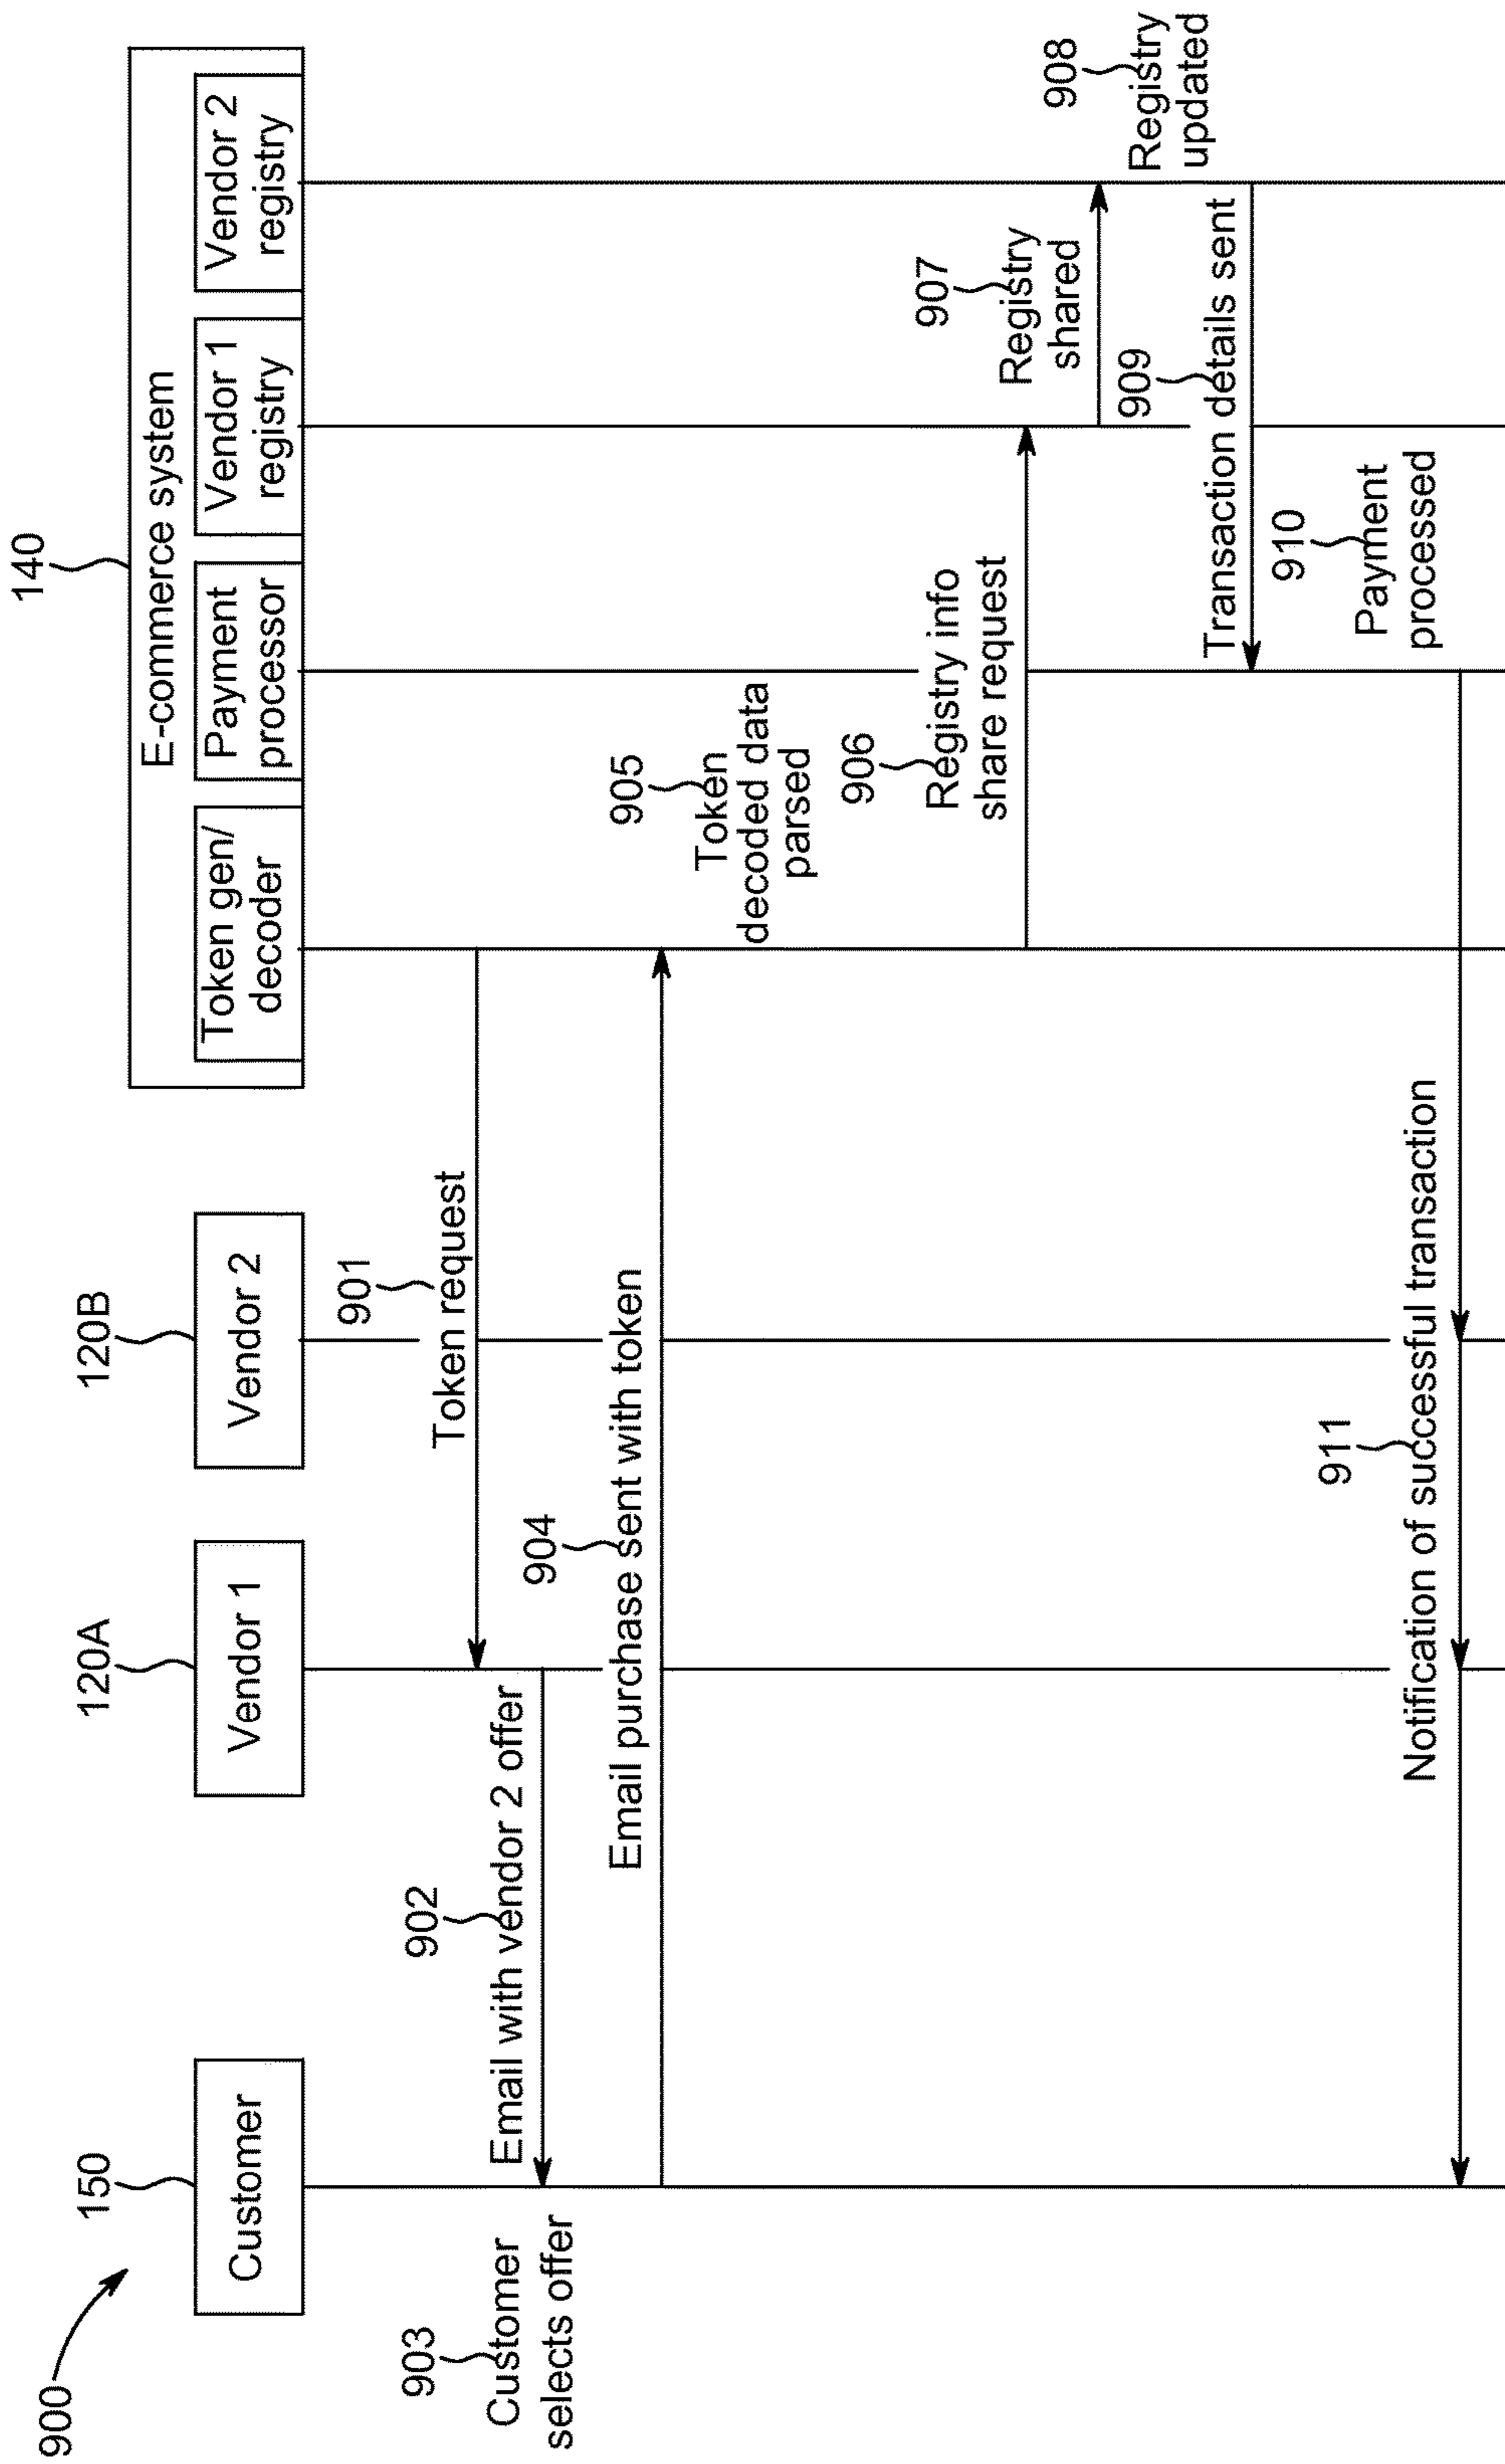 900
150
120A
120B
140
E-commerce system
Customer
Vendor 1
Vendor 2
Token gen/
decoder
Payment
processor
Vendor 1
registry
Vendor 2
registry
901
Token request
902
Email with vendor 2 offer
903
Customer
selects offer
904
Email purchase sent with token
905
Token
decoded data
parsed
906
Registry info
share request
907
Registry
shared
908
Registry
updated
909
Transaction details sent
910
Payment
processed
911
Notification of successful transaction